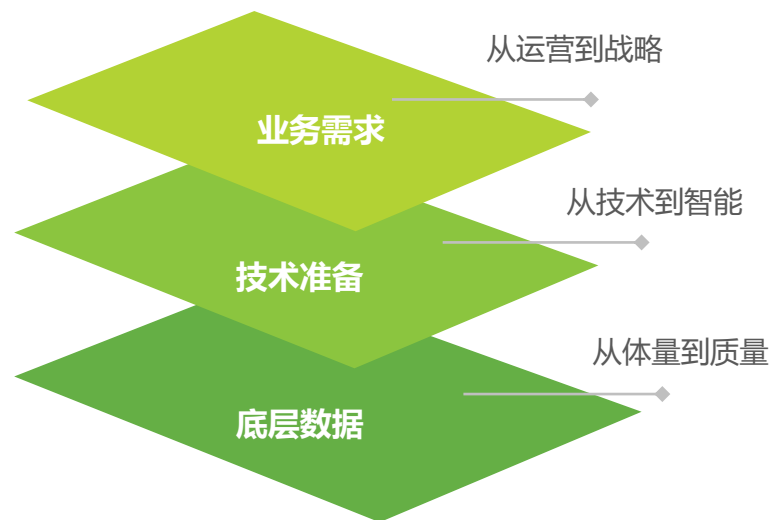 从运营到战略
业务需求
从技术到智能
技术准备
从体量到质量
底层数据